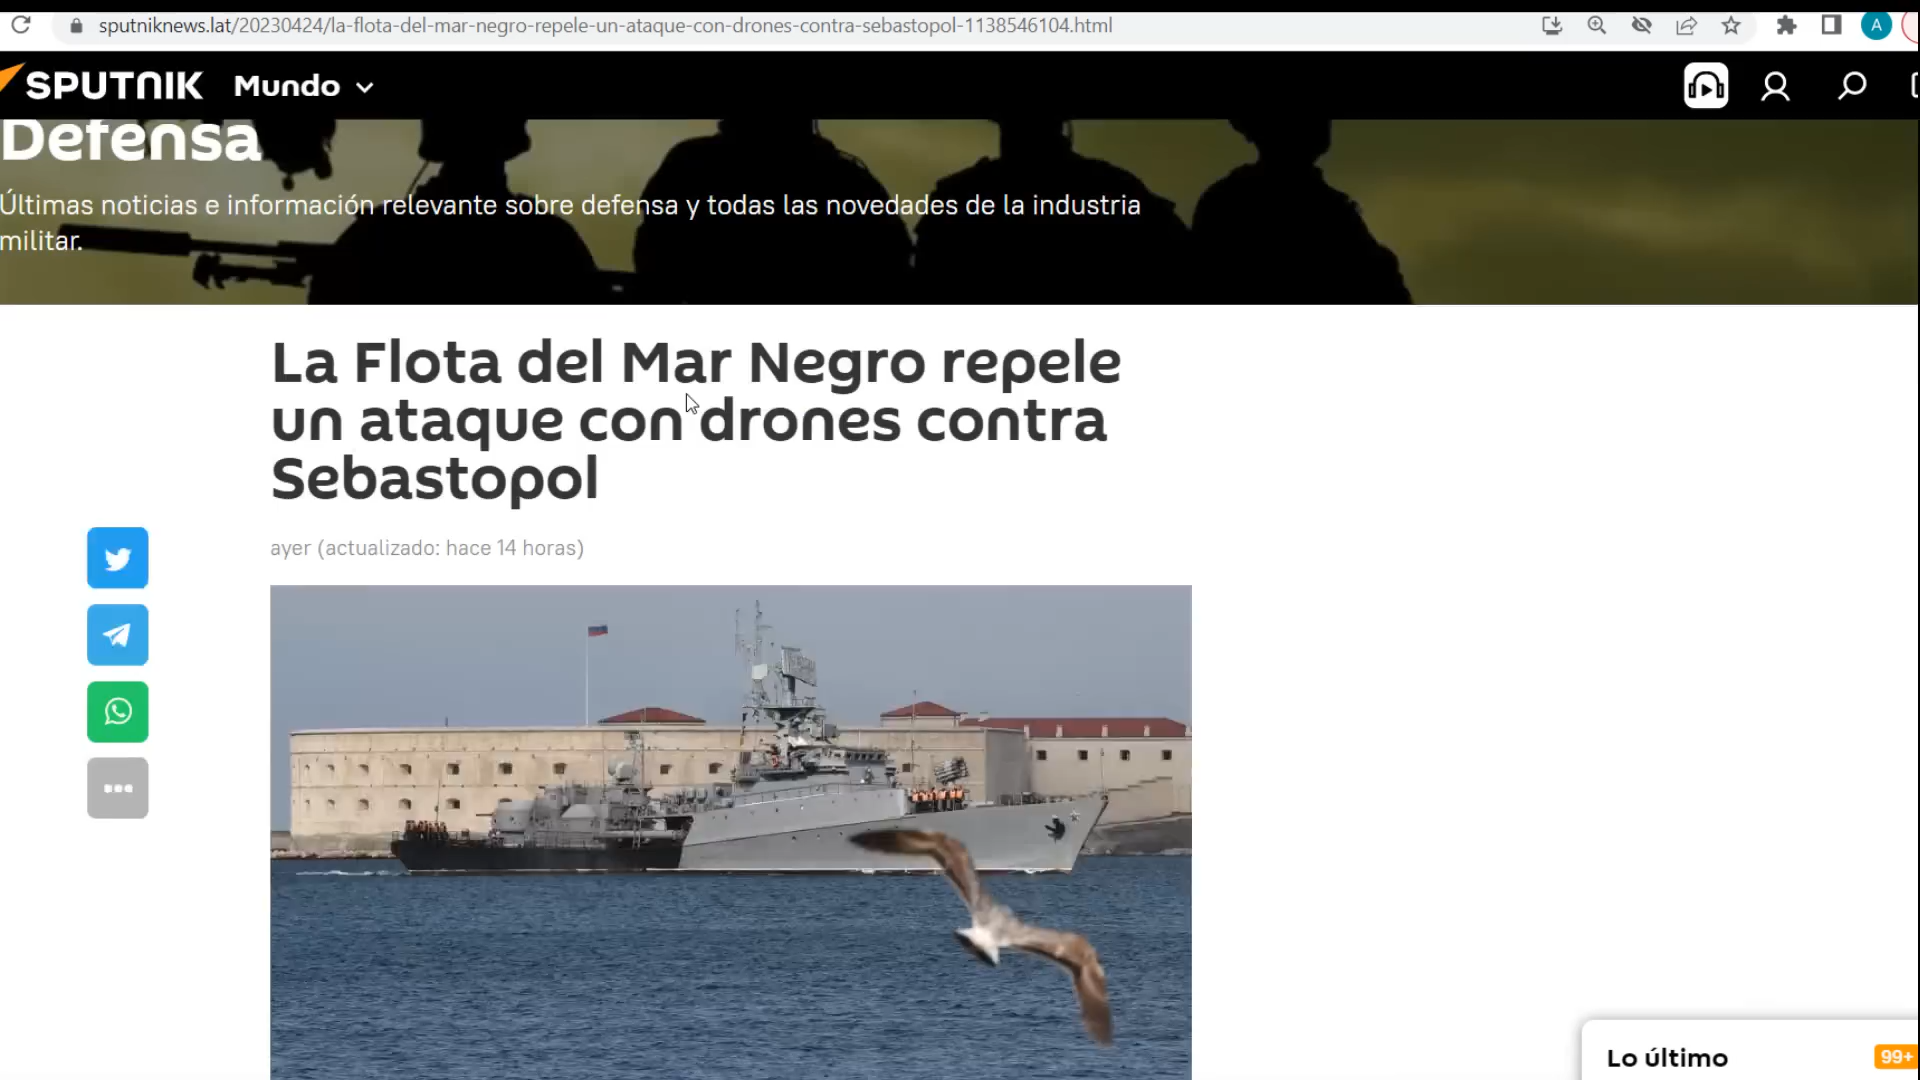 sputniknews.lat/20230424/la-flota-del-mar-negro-repele-un-ataque-con-drones-contra-sebastopol-1138546104.html
A
SPUTNIK Mundo
Defensa
Últimas noticias e información relevante sobre defensa y todas las novedades de la industria
militar.
La Flota del Mar Negro repele
un ataque con drones contra
Sebastopol
ayer (actualizado: hace 14 horas)
Lo último 99+